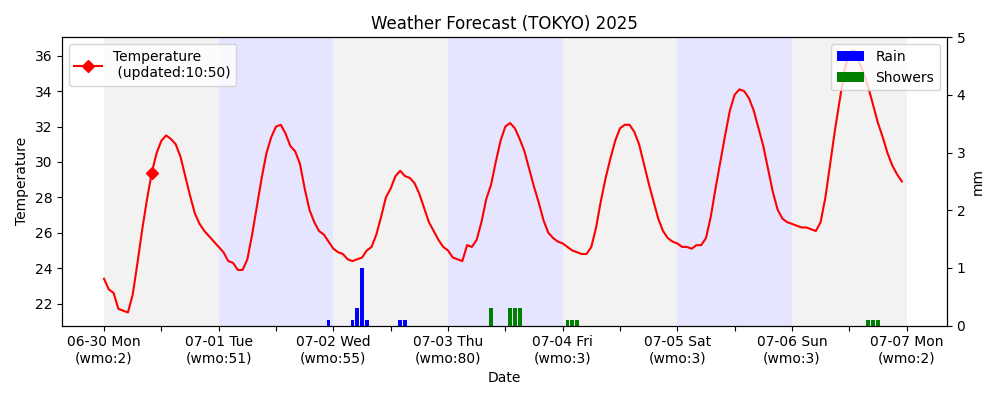 Weather Forecast (TOKYO) 2025
Temperature
(updated:10:50)
Rain
Showers
36
34
32
30
28
26
24
22
Temperature
5
4
3
2
1
0
mm
06-30 Mon
(wmo:2)
07-01 Tue
(wmo:51)
07-02 Wed
(wmo:55)
07-03 Thu
(wmo:80)
07-04 Fri
(wmo:3)
07-05 Sat
(wmo:3)
07-06 Sun
(wmo:3)
07-07 Mon
(wmo:2)
Date